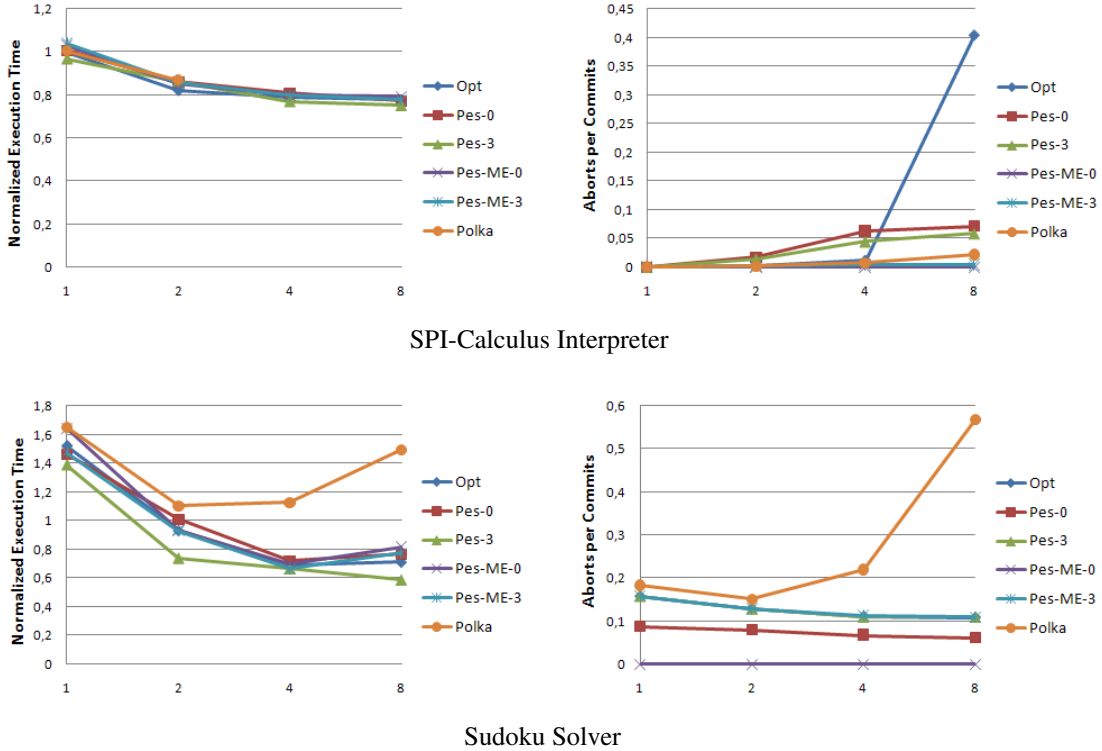 Normalized Execution Time
1,2
1
0,8
0,6
0,4
0,2
0
1 2 4 8
Opt
Pes-0
Pes-3
Pes-ME-0
Pes-ME-3
Polka
Aborts per Commits
0,45
0,4
0,35
0,3
0,25
0,2
0,15
0,1
0,05
0
1 2 4 8
Opt
Pes-0
Pes-3
Pes-ME-0
Pes-ME-3
Polka
SPI-Calculus Interpreter
Normalized Execution Time
1,8
1,6
1,4
1,2
1
0,8
0,6
0,4
0,2
0
1 2 4 8
Opt
Pes-0
Pes-3
Pes-ME-0
Pes-ME-3
Polka
Aborts per Commits
0,6
0,5
0,4
0,3
0,2
0,1
0
1 2 4 8
Opt
Pes-0
Pes-3
Pes-ME-0
Pes-ME-3
Polka
Sudoku Solver